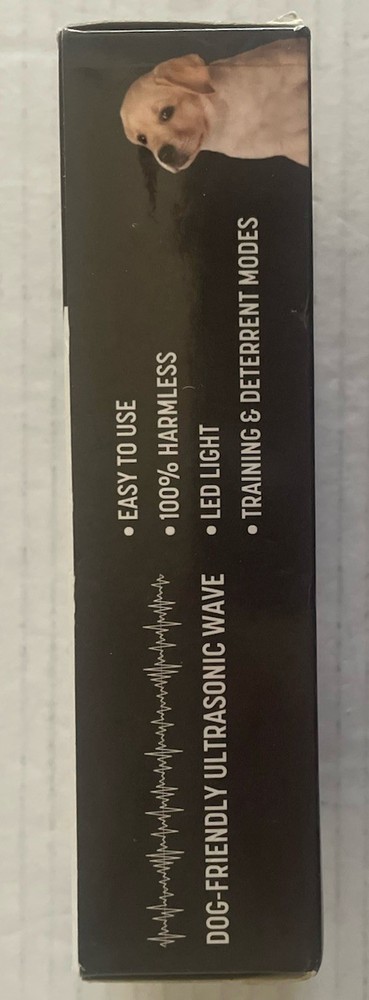 DOG-FRIENDLY ULTRASONIC WAVE
• EASY TO USE
• 100% HARMLESS
• LED LIGHT
• TRAINING & DETERRENT MODES